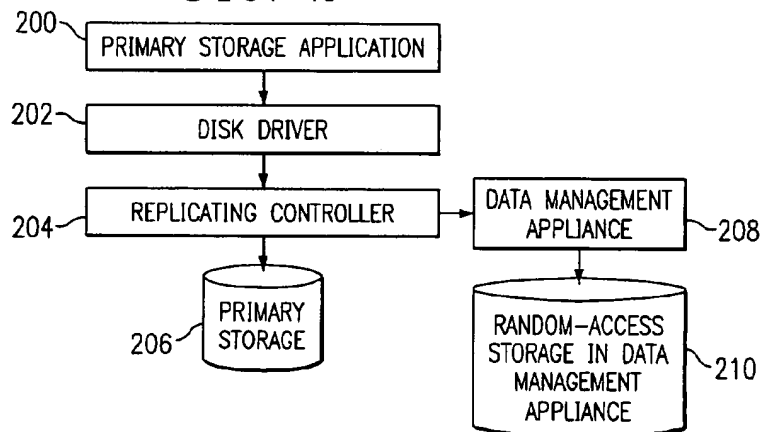 200
PRIMARY STORAGE APPLICATION
202
DISK DRIVER
204
REPLICATING CONTROLLER
DATA MANAGEMENT
APPLIANCE
208
206
PRIMARY
STORAGE
RANDOM-ACCESS
STORAGE IN DATA
MANAGEMENT
APPLIANCE
210